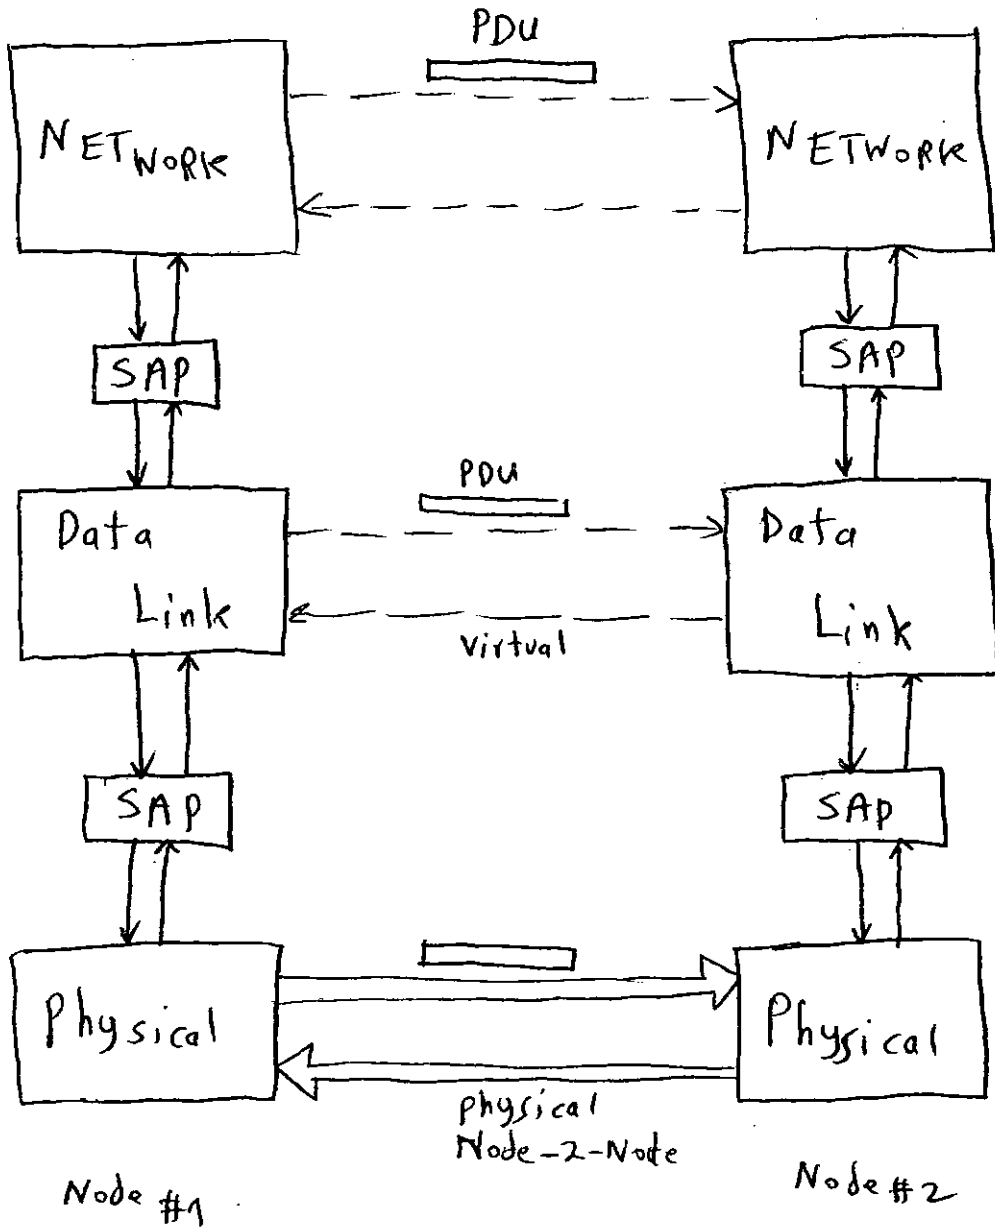 PDU
NETWORK
NETWORK
SAP
SAP
PDU
Data
Link
Data
Link
Virtual
SAP
SAP
Physical
Physical
physical
Node-2-Node
Node #1
Node #2